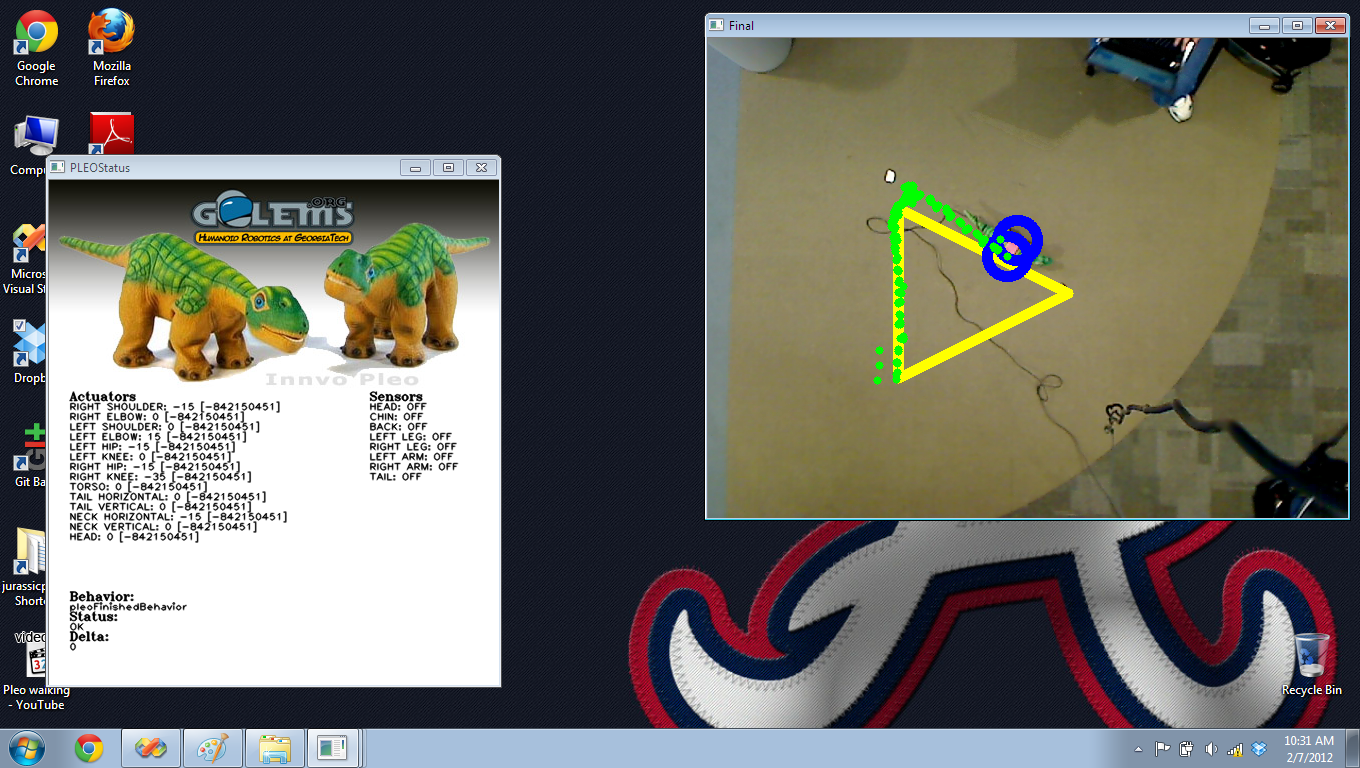 Google
Chrome
Mozilla
Firefox
PLEOStatus
GOLEMS
.ORG
HUMANOID ROBOTICS AT GEORGIATECH
Innvo Pleo
Actuators
RIGHT SHOULDER: -15 [-842150451]
RIGHT ELBOW: 0 [-842150451]
LEFT SHOULDER: 0 [-842150451]
LEFT ELBOW: 15 [-842150451]
LEFT HIP: -15 [-842150451]
LEFT KNEE: 0 [-842150451]
RIGHT HIP: -15 [-842150451]
RIGHT KNEE: -35 [-842150451]
TORSO: 0 [-842150451]
TAIL HORIZONTAL: 0 [-842150451]
TAIL VERTICAL: 0 [-842150451]
NECK HORIZONTAL: -15 [-842150451]
NECK VERTICAL: 0 [-842150451]
HEAD: 0 [-842150451]
Sensors
HEAD: OFF
CHIN: OFF
BACK: OFF
LEFT LEG: OFF
RIGHT LEG: OFF
LEFT ARM: OFF
RIGHT ARM: OFF
TAIL: OFF
Behavior:
pleoFinishedBehavior
Status:
OK
Delta:
0
Final
Comp
Micros
Visual St
Dropb
Git Ba
jurassicp
Short
video
Pleo walking
- YouTube
Recycle Bin
10:31 AM
2/7/2012